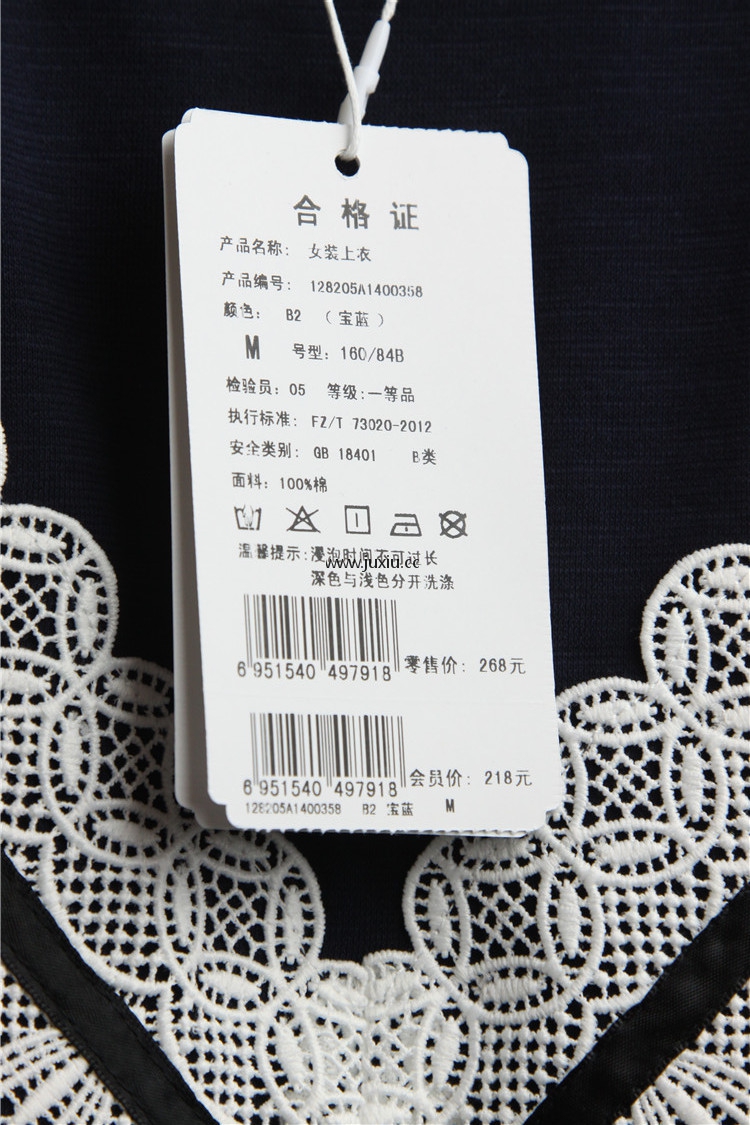 合格证
产品名称: 女装上衣
产品编号: 128205A1400358
颜色: B2 (宝蓝)
M 号型: 160/84B
检验员: 05 等级:一等品
执行标准: FZ/T 73020-2012
安全类别: GB 18401 B类
面料: 100%棉
温馨提示:浸泡时间不可过长
www.juxiu.cc
深色与浅色分开洗涤
6 951540 497918 零售价: 268元
6 951540 497918 会员价: 218元
128205A1400358 B2 宝蓝 M